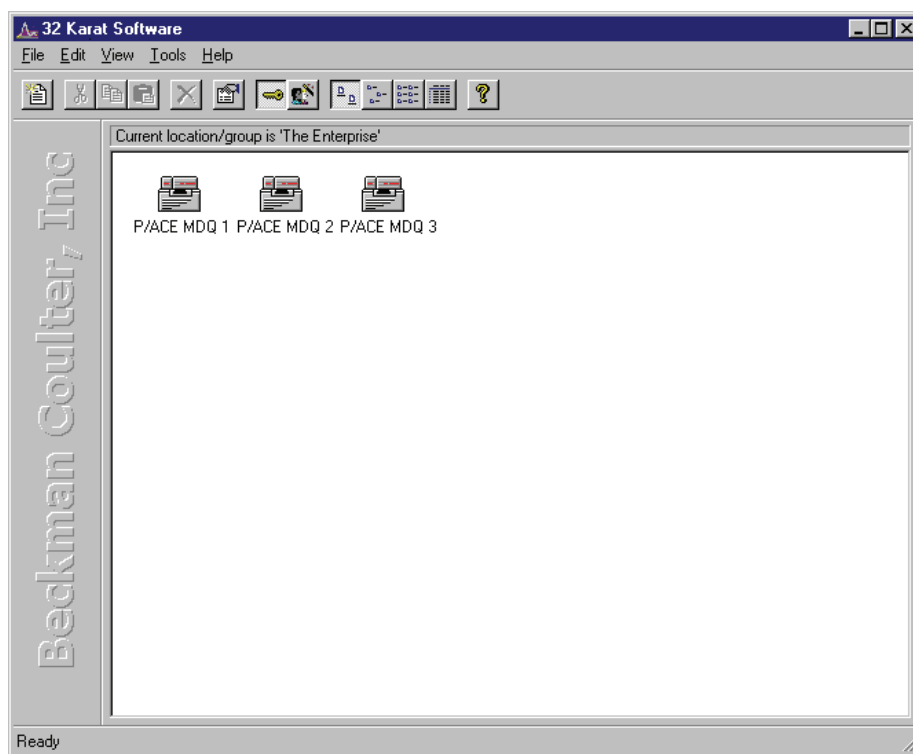 32 Karat Software
File Edit View Tools Help
Current location/group is 'The Enterprise'
Beckman Coulter, Inc
P/ACE MDQ 1 P/ACE MDQ 2 P/ACE MDQ 3
Ready